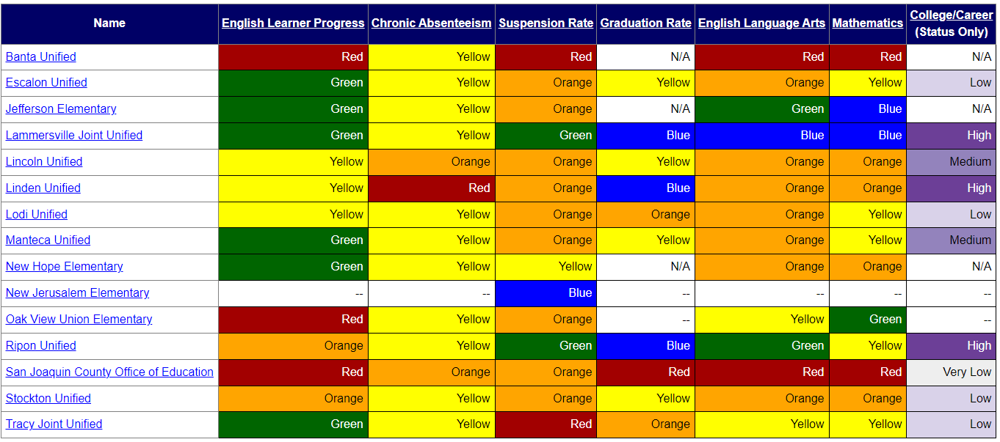 Name English Learner Progress Chronic Absenteeism Suspension Rate Graduation Rate English Language Arts Mathematics College/Career (Status Only)
Banta Unified Red Yellow Red N/A Red Red N/A
Escalon Unified Green Yellow Orange Yellow Orange Yellow Low
Jefferson Elementary Green Yellow Orange N/A Green Blue N/A
Lammersville Joint Unified Green Yellow Green Blue Blue Blue High
Lincoln Unified Yellow Orange Orange Yellow Orange Orange Medium
Linden Unified Yellow Red Orange Blue Orange Orange High
Lodi Unified Yellow Yellow Orange Orange Orange Yellow Low
Manteca Unified Green Yellow Orange Yellow Orange Yellow Medium
New Hope Elementary Green Yellow Yellow N/A Orange Orange N/A
New Jerusalem Elementary -- -- Blue -- -- -- --
Oak View Union Elementary Red Yellow Orange -- Yellow Green --
Ripon Unified Orange Yellow Green Blue Green Yellow High
San Joaquin County Office of Education Red Orange Orange Red Red Red Very Low
Stockton Unified Orange Yellow Orange Yellow Orange Orange Low
Tracy Joint Unified Green Yellow Red Orange Yellow Yellow Low